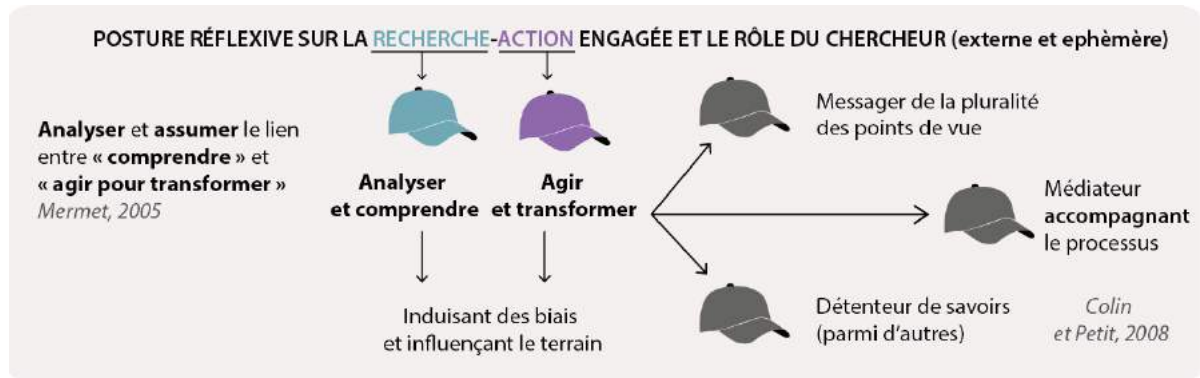 POSTURE RÉFLEXIVE SUR LA RECHERCHE-ACTION ENGAGÉE ET LE RÔLE DU CHERCHEUR (externe et ephèmère)
Analyser et assumer le lien
entre « comprendre » et
« agir pour transformer »
Mermet, 2005
Analyser
et comprendre
Agir
et transformer
Induisant des biais
et influençant le terrain
Messager de la pluralité
des points de vue
Médiateur
accompagnant
le processus
Détenteur de savoirs
(parmi d'autres)
Colin
et Petit, 2008